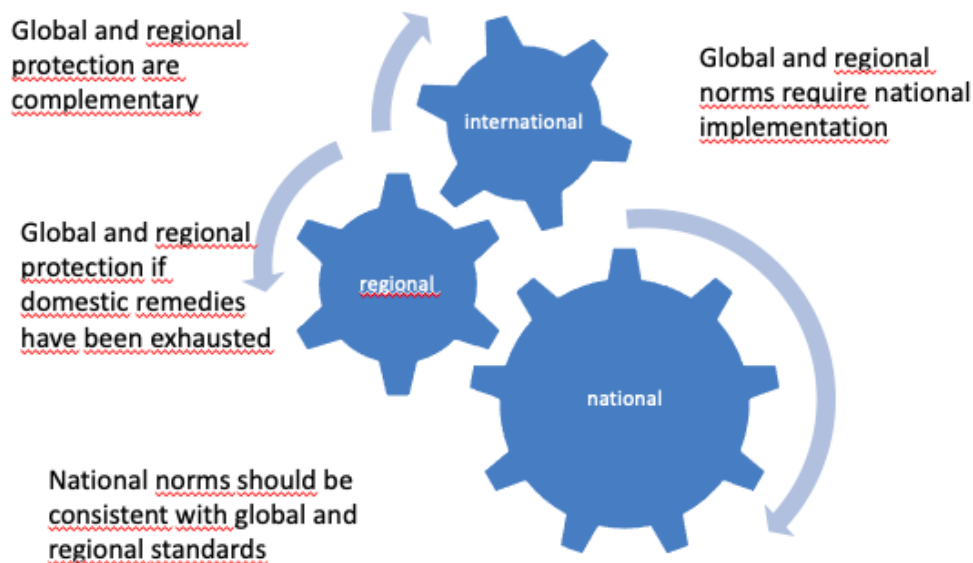 Global and regional
protection are
complementary
international
Global and regional
norms require national
implementation
Global and regional
protection if
domestic remedies
have been exhausted
regional
national
National norms should be
consistent with global and
regional standards